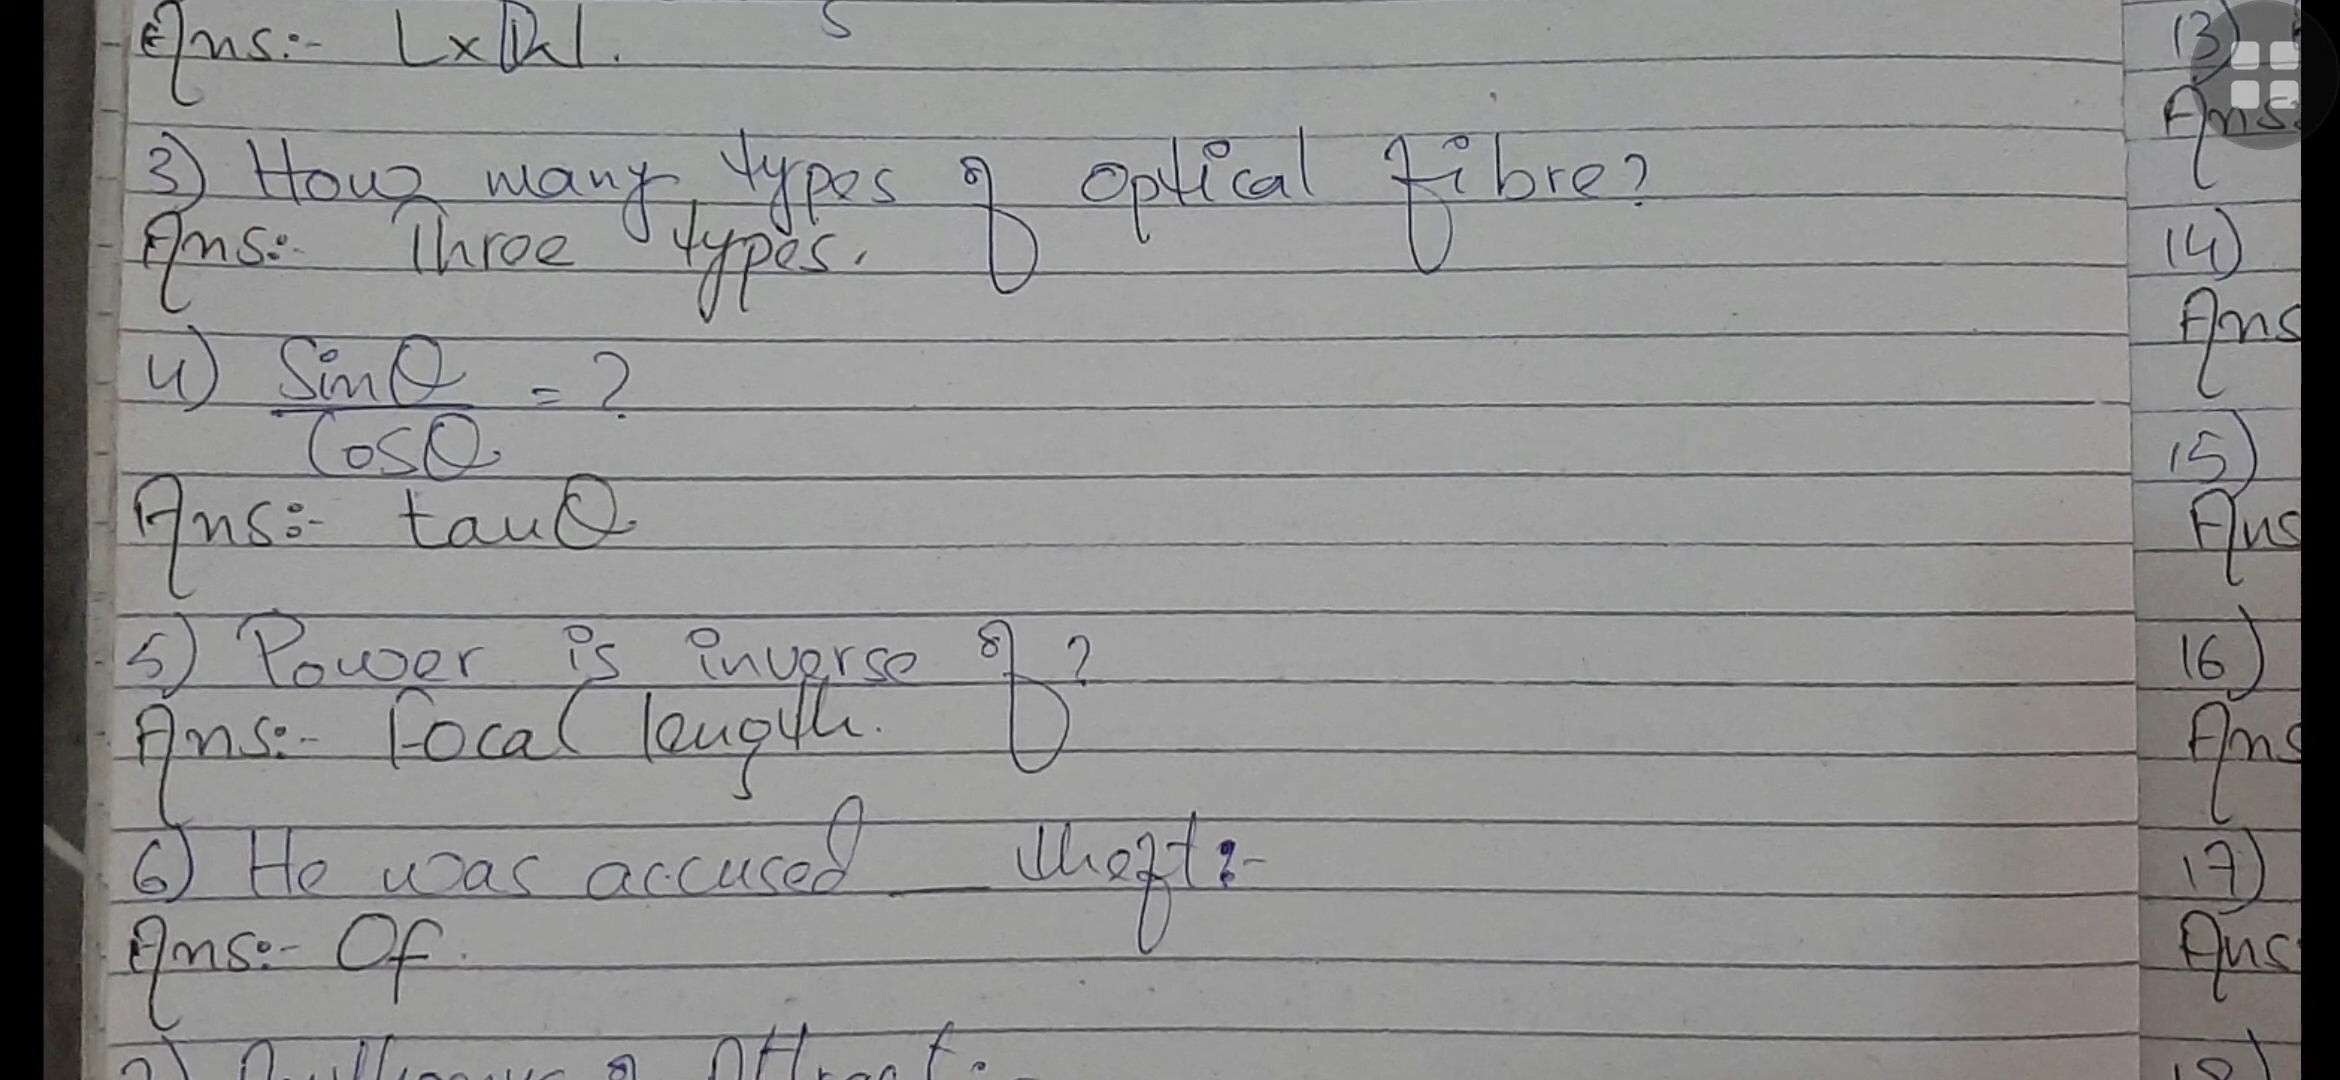 Ans:-
3) How many types of optical fibre?
Ans:- Three types.
4) Sinθ = ?
Cosθ
Ans:- tanθ
5) Power is inverse of ?
Ans:- Focal length.
6) He was accused ___ theft:-
Ans:- Of.
13)
Ans
14)
Ans
15)
Ans
16)
Ans
17)
Ans